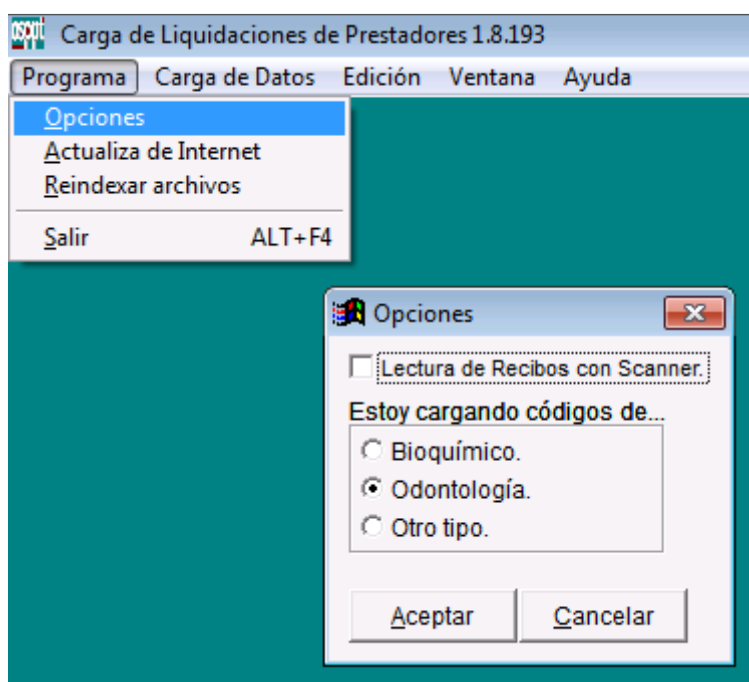 osppi Carga de Liquidaciones de Prestadores 1.8.193
Programa Carga de Datos Edición Ventana Ayuda
Opciones
Actualiza de Internet
Reindexar archivos
Salir ALT+F4
Opciones
Lectura de Recibos con Scanner.
Estoy cargando códigos de...
Bioquímico.
Odontología.
Otro tipo.
Aceptar Cancelar